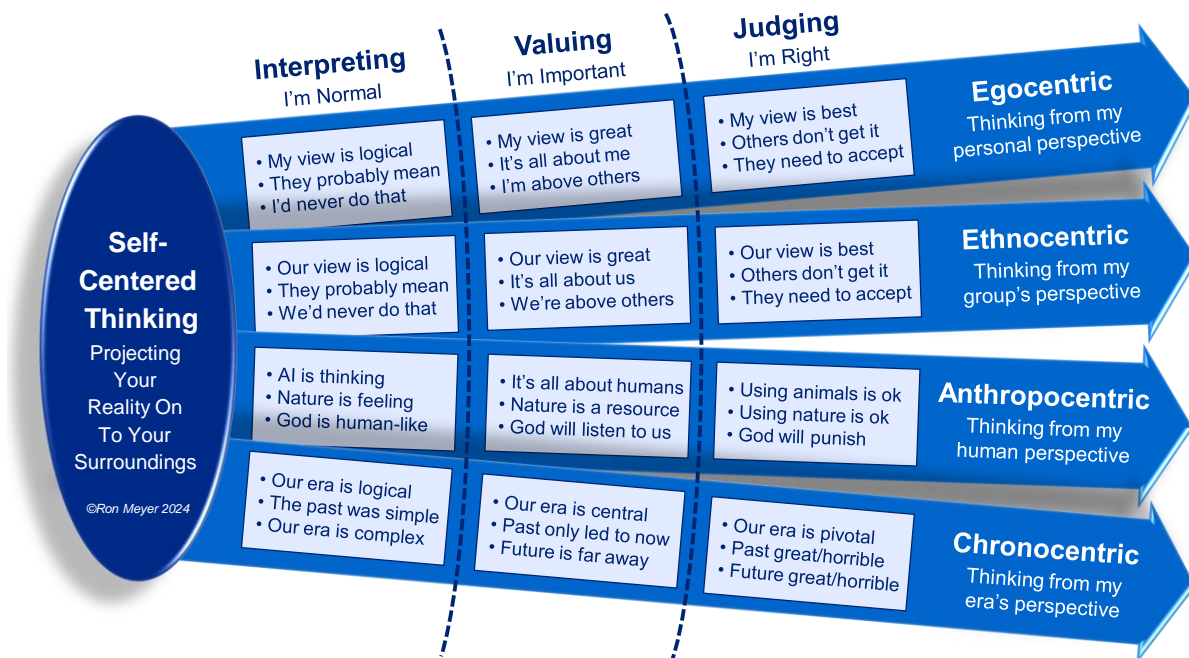 Interpreting
I'm Normal
Valuing
I'm Important
Judging
I'm Right
Self-
Centered
Thinking
Projecting
Your
Reality On
To Your
Surroundings
©Ron Meyer 2024
• My view is logical
• They probably mean
• I'd never do that
• My view is great
• It's all about me
• I'm above others
• My view is best
• Others don't get it
• They need to accept
Egocentric
Thinking from my
personal perspective
• Our view is logical
• They probably mean
• We'd never do that
• Our view is great
• It's all about us
• We're above others
• Our view is best
• Others don't get it
• They need to accept
Ethnocentric
Thinking from my
group's perspective
• AI is thinking
• Nature is feeling
• God is human-like
• It's all about humans
• Nature is a resource
• God will listen to us
• Using animals is ok
• Using nature is ok
• God will punish
Anthropocentric
Thinking from my
human perspective
• Our era is logical
• The past was simple
• Our era is complex
• Our era is central
• Past only led to now
• Future is far away
• Our era is pivotal
• Past great/horrible
• Future great/horrible
Chronocentric
Thinking from my
era's perspective